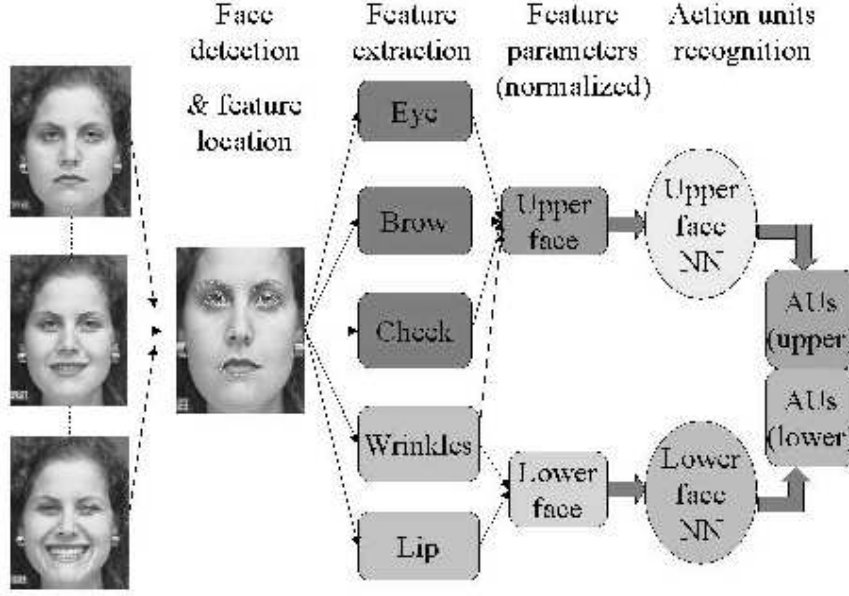 Face
detection
& feature
location
Feature
extraction
Feature
parameters
(normalized)
Action units
recognition
Eye
Brow
Cheek
Wrinkles
Lip
Upper
face
Lower
face
Upper
face
NN
Lower
face
NN
AUs
(upper)
AUs
(lower)